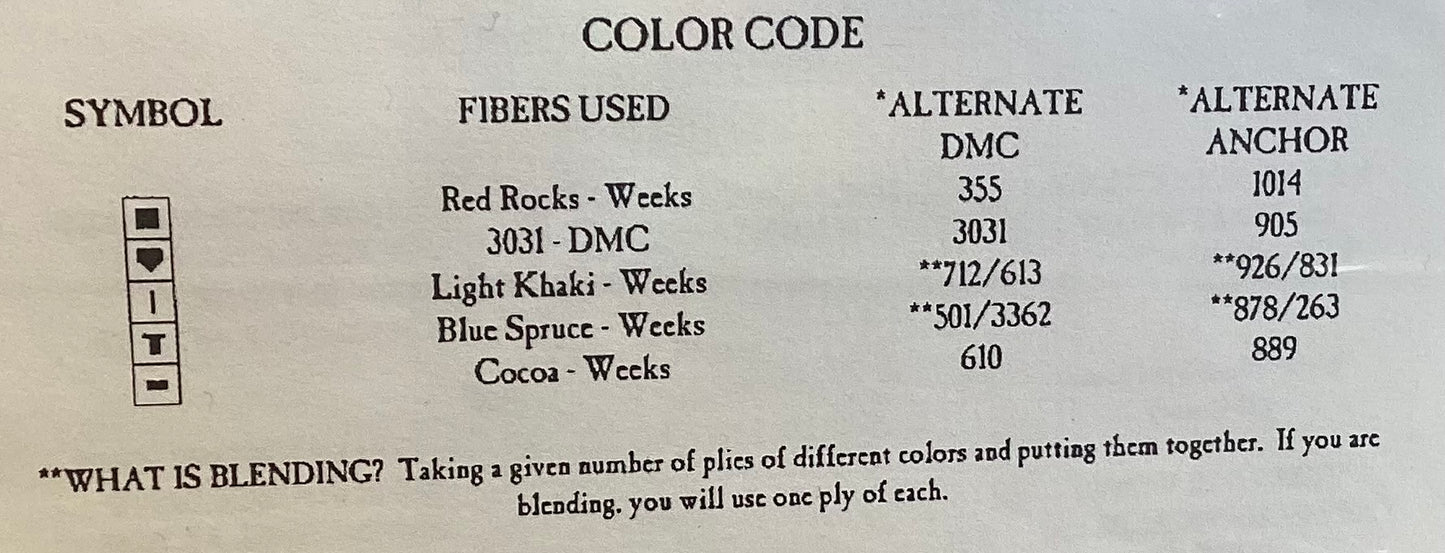 COLOR CODE
SYMBOL FIBERS USED *ALTERNATE DMC *ALTERNATE ANCHOR
Red Rocks - Weeks 355 1014
3031 - DMC 3031 905
Light Khaki - Weeks **712/613 **926/831
Blue Spruce - Weeks **501/3362 **878/263
Cocoa - Weeks 610 889
**WHAT IS BLENDING? Taking a given number of plies of different colors and putting them together. If you are
blending, you will use one ply of each.